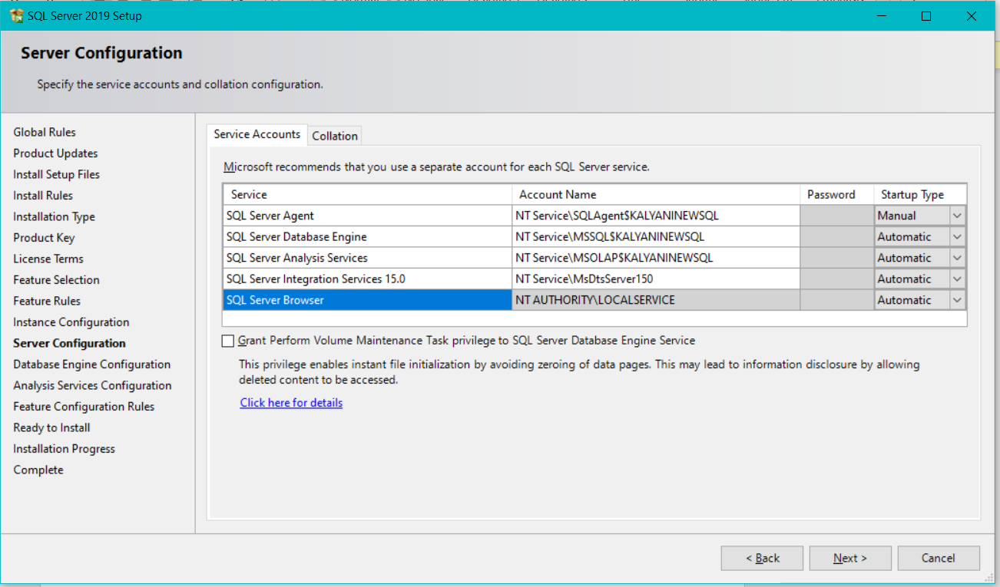 SQL Server 2019 Setup
Server Configuration
Specify the service accounts and collation configuration.
Global Rules
Product Updates
Install Setup Files
Install Rules
Installation Type
Product Key
License Terms
Feature Selection
Feature Rules
Instance Configuration
Server Configuration
Database Engine Configuration
Analysis Services Configuration
Feature Configuration Rules
Ready to Install
Installation Progress
Complete
Service Accounts Collation
Microsoft recommends that you use a separate account for each SQL Server service.
Service Account Name Password Startup Type
SQL Server Agent NT Service\SQLAgent$KALYANINEWSQL Manual
SQL Server Database Engine NT Service\MSSQL$KALYANINEWSQL Automatic
SQL Server Analysis Services NT Service\MSOLAP$KALYANINEWSQL Automatic
SQL Server Integration Services 15.0 NT Service\MsDtsServer150 Automatic
SQL Server Browser NT AUTHORITY\LOCALSERVICE Automatic
Grant Perform Volume Maintenance Task privilege to SQL Server Database Engine Service
This privilege enables instant file initialization by avoiding zeroing of data pages. This may lead to information disclosure by allowing
deleted content to be accessed.
Click here for details
< Back Next > Cancel